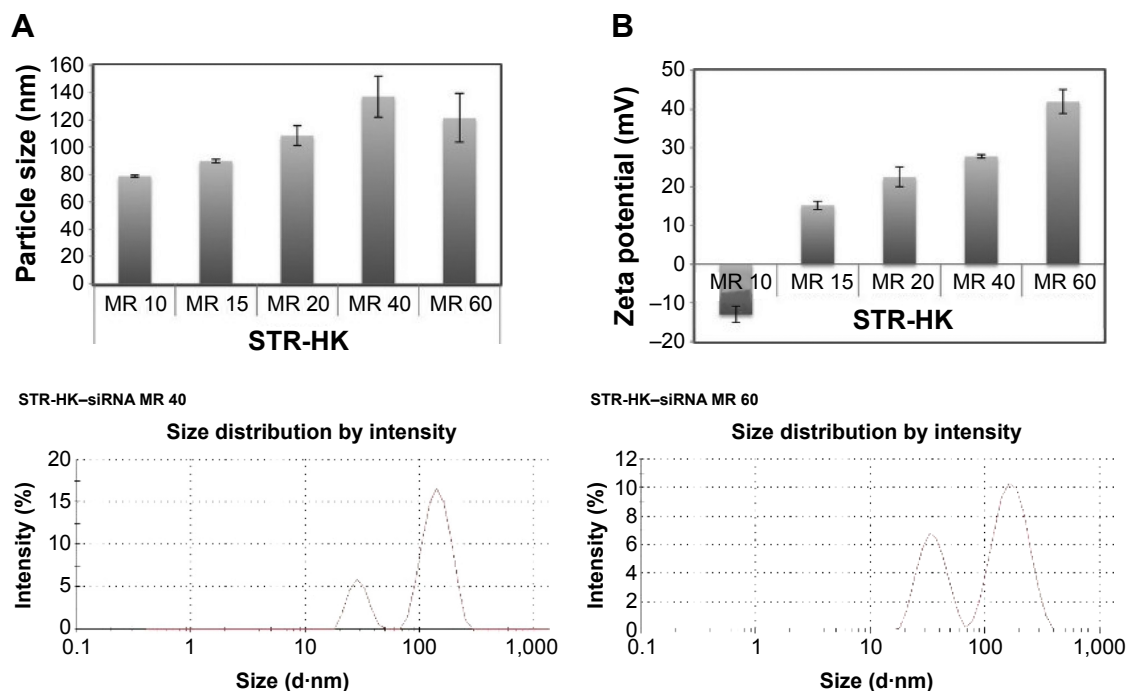 A
Particle size (nm)
160
140
120
100
80
60
40
20
0
MR 10 MR 15 MR 20 MR 40 MR 60
STR-HK
B
Zeta potential (mV)
50
40
30
20
10
0
–10
–20
MR 10 MR 15 MR 20 MR 40 MR 60
STR-HK
STR-HK–siRNA MR 40
Size distribution by intensity
Intensity (%)
20
15
10
5
0
0.1 1 10 100 1,000
Size (d·nm)
STR-HK–siRNA MR 60
Size distribution by intensity
Intensity (%)
12
10
8
6
4
2
0
0.1 1 10 100 1,000
Size (d·nm)